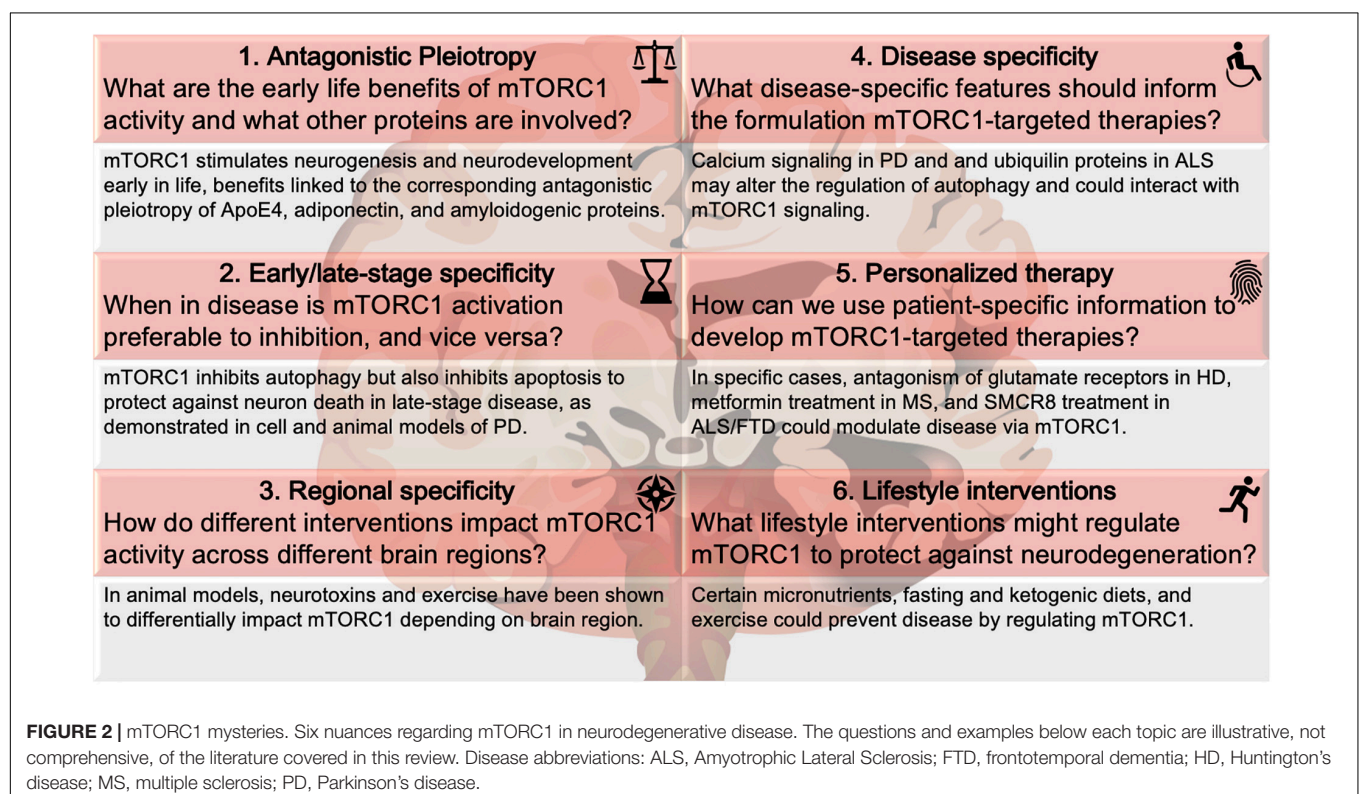 1. Antagonistic Pleiotropy
What are the early life benefits of mTORC1
activity and what other proteins are involved?
mTORC1 stimulates neurogenesis and neurodevelopment
early in life, benefits linked to the corresponding antagonistic
pleiotropy of ApoE4, adiponectin, and amyloidogenic proteins.
2. Early/late-stage specificity
When in disease is mTORC1 activation
preferable to inhibition, and vice versa?
mTORC1 inhibits autophagy but also inhibits apoptosis to
protect against neuron death in late-stage disease, as
demonstrated in cell and animal models of PD.
3. Regional specificity
How do different interventions impact mTORC1
activity across different brain regions?
In animal models, neurotoxins and exercise have been shown
to differentially impact mTORC1 depending on brain region.
4. Disease specificity
What disease-specific features should inform
the formulation mTORC1-targeted therapies?
Calcium signaling in PD and and ubiquilin proteins in ALS
may alter the regulation of autophagy and could interact with
mTORC1 signaling.
5. Personalized therapy
How can we use patient-specific information to
develop mTORC1-targeted therapies?
In specific cases, antagonism of glutamate receptors in HD,
metformin treatment in MS, and SMCR8 treatment in
ALS/FTD could modulate disease via mTORC1.
6. Lifestyle interventions
What lifestyle interventions might regulate
mTORC1 to protect against neurodegeneration?
Certain micronutrients, fasting and ketogenic diets, and
exercise could prevent disease by regulating mTORC1.
FIGURE 2 | mTORC1 mysteries. Six nuances regarding mTORC1 in neurodegenerative disease. The questions and examples below each topic are illustrative, not
comprehensive, of the literature covered in this review. Disease abbreviations: ALS, Amyotrophic Lateral Sclerosis; FTD, frontotemporal dementia; HD, Huntington's
disease; MS, multiple sclerosis; PD, Parkinson's disease.